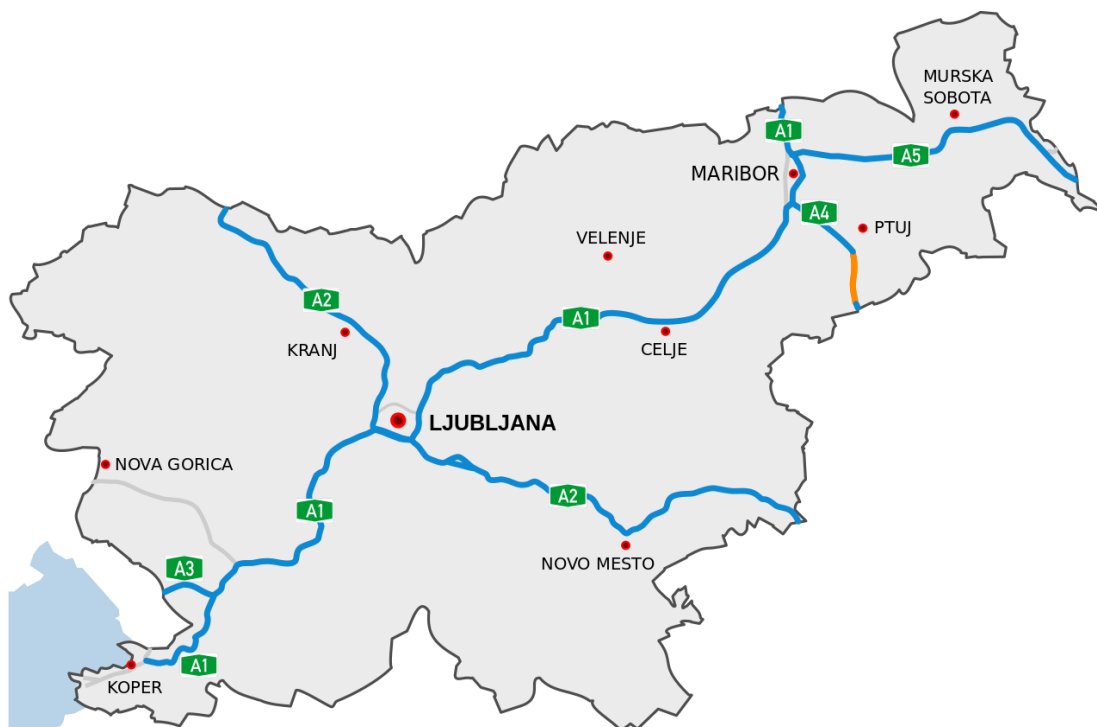 MURSKA
SOBOTA
A1
A5
MARIBOR
A4
PTUJ
VELENJE
A2
A1
KRANJ
CELJE
LJUBLJANA
NOVA GORICA
A2
A1
NOVO MESTO
A3
A1
KOPER